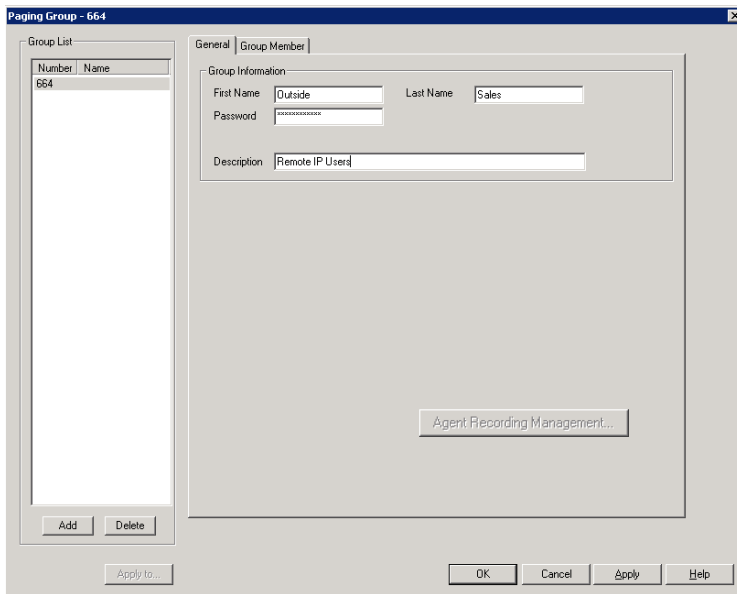 Paging Group - 664
Group List
Number Name
664
Add Delete
Apply to...
General Group Member
Group Information
First Name Outside Last Name Sales
Password xxxxxxxxxxxx
Description Remote IP Users
Agent Recording Management...
OK Cancel Apply Help